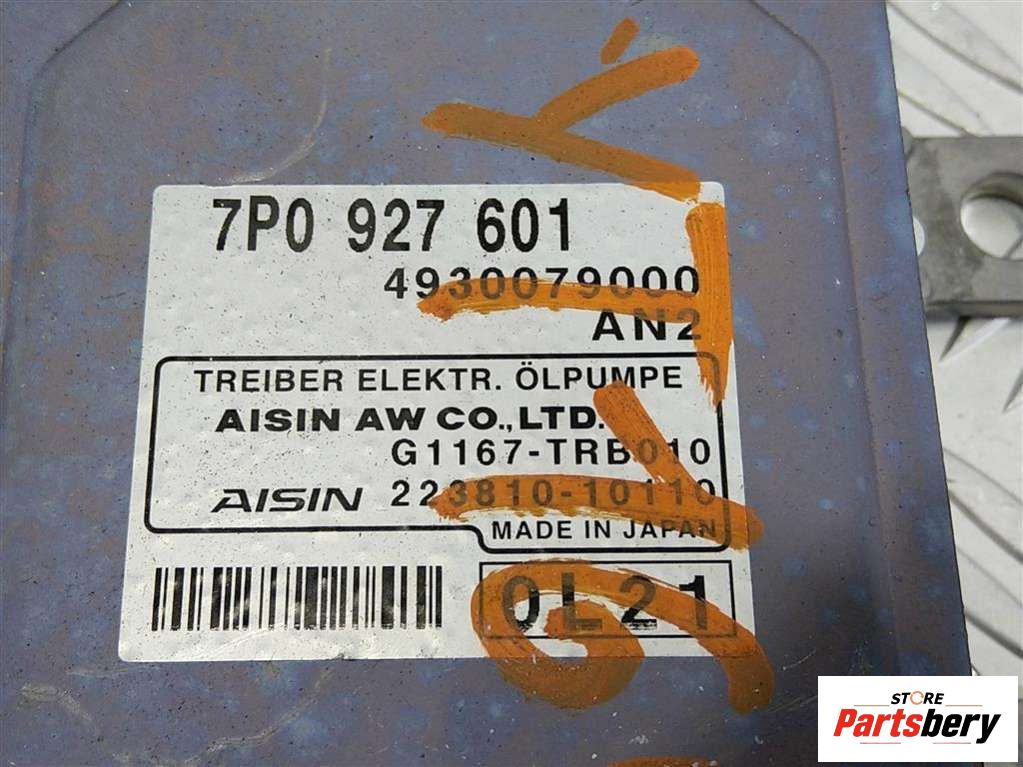 7P0 927 601
4930079000
AN2
TREIBER ELEKTR. ÖLPUMPE
AISIN AW CO.,LTD.
G1167-TRB010
AISIN 223810-10110
MADE IN JAPAN
0L21
STORE
Partsbery